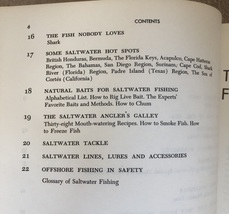 6
CONTENTS
16 THE FISH NOBODY LOVES
Shark
17 SOME SALTWATER HOT SPOTS
British Honduras, Bermuda, The Florida Keys, Acapulco, Cape Hatteras
Region, The Bahamas, San Diego Region, Surinam, Cape Cod, Shark
River (Florida) Region, Padre Island (Texas) Region, The Sea of
Cortés (California)
18 NATURAL BAITS FOR SALTWATER FISHING
Alphabetical List. How to Rig Live Bait. The Experts'
Favorite Baits and Methods. How to Chum
19 THE SALTWATER ANGLER'S GALLEY
Thirty-eight Mouth-watering Recipes. How to Smoke Fish. How
to Freeze Fish
20 SALTWATER TACKLE
21 SALTWATER LINES, LURES AND ACCESSORIES
22 OFFSHORE FISHING IN SAFETY
Glossary of Saltwater Fishing
T
F